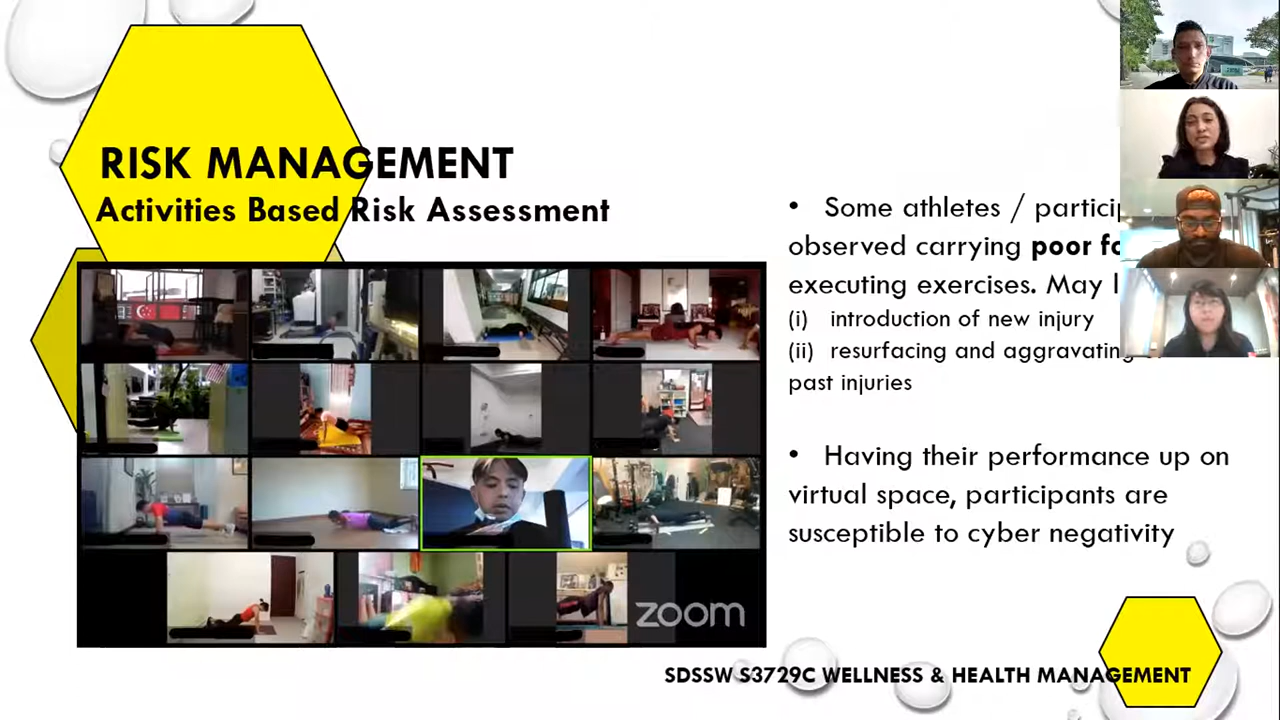 RISK MANAGEMENT
Activities Based Risk Assessment
• Some athletes / particip
observed carrying poor fo
executing exercises. May l
(i) introduction of new injury
(ii) resurfacing and aggravating
past injuries
• Having their performance up on
virtual space, participants are
susceptible to cyber negativity
zoom
SDSSW S3729C WELLNESS & HEALTH MANAGEMENT